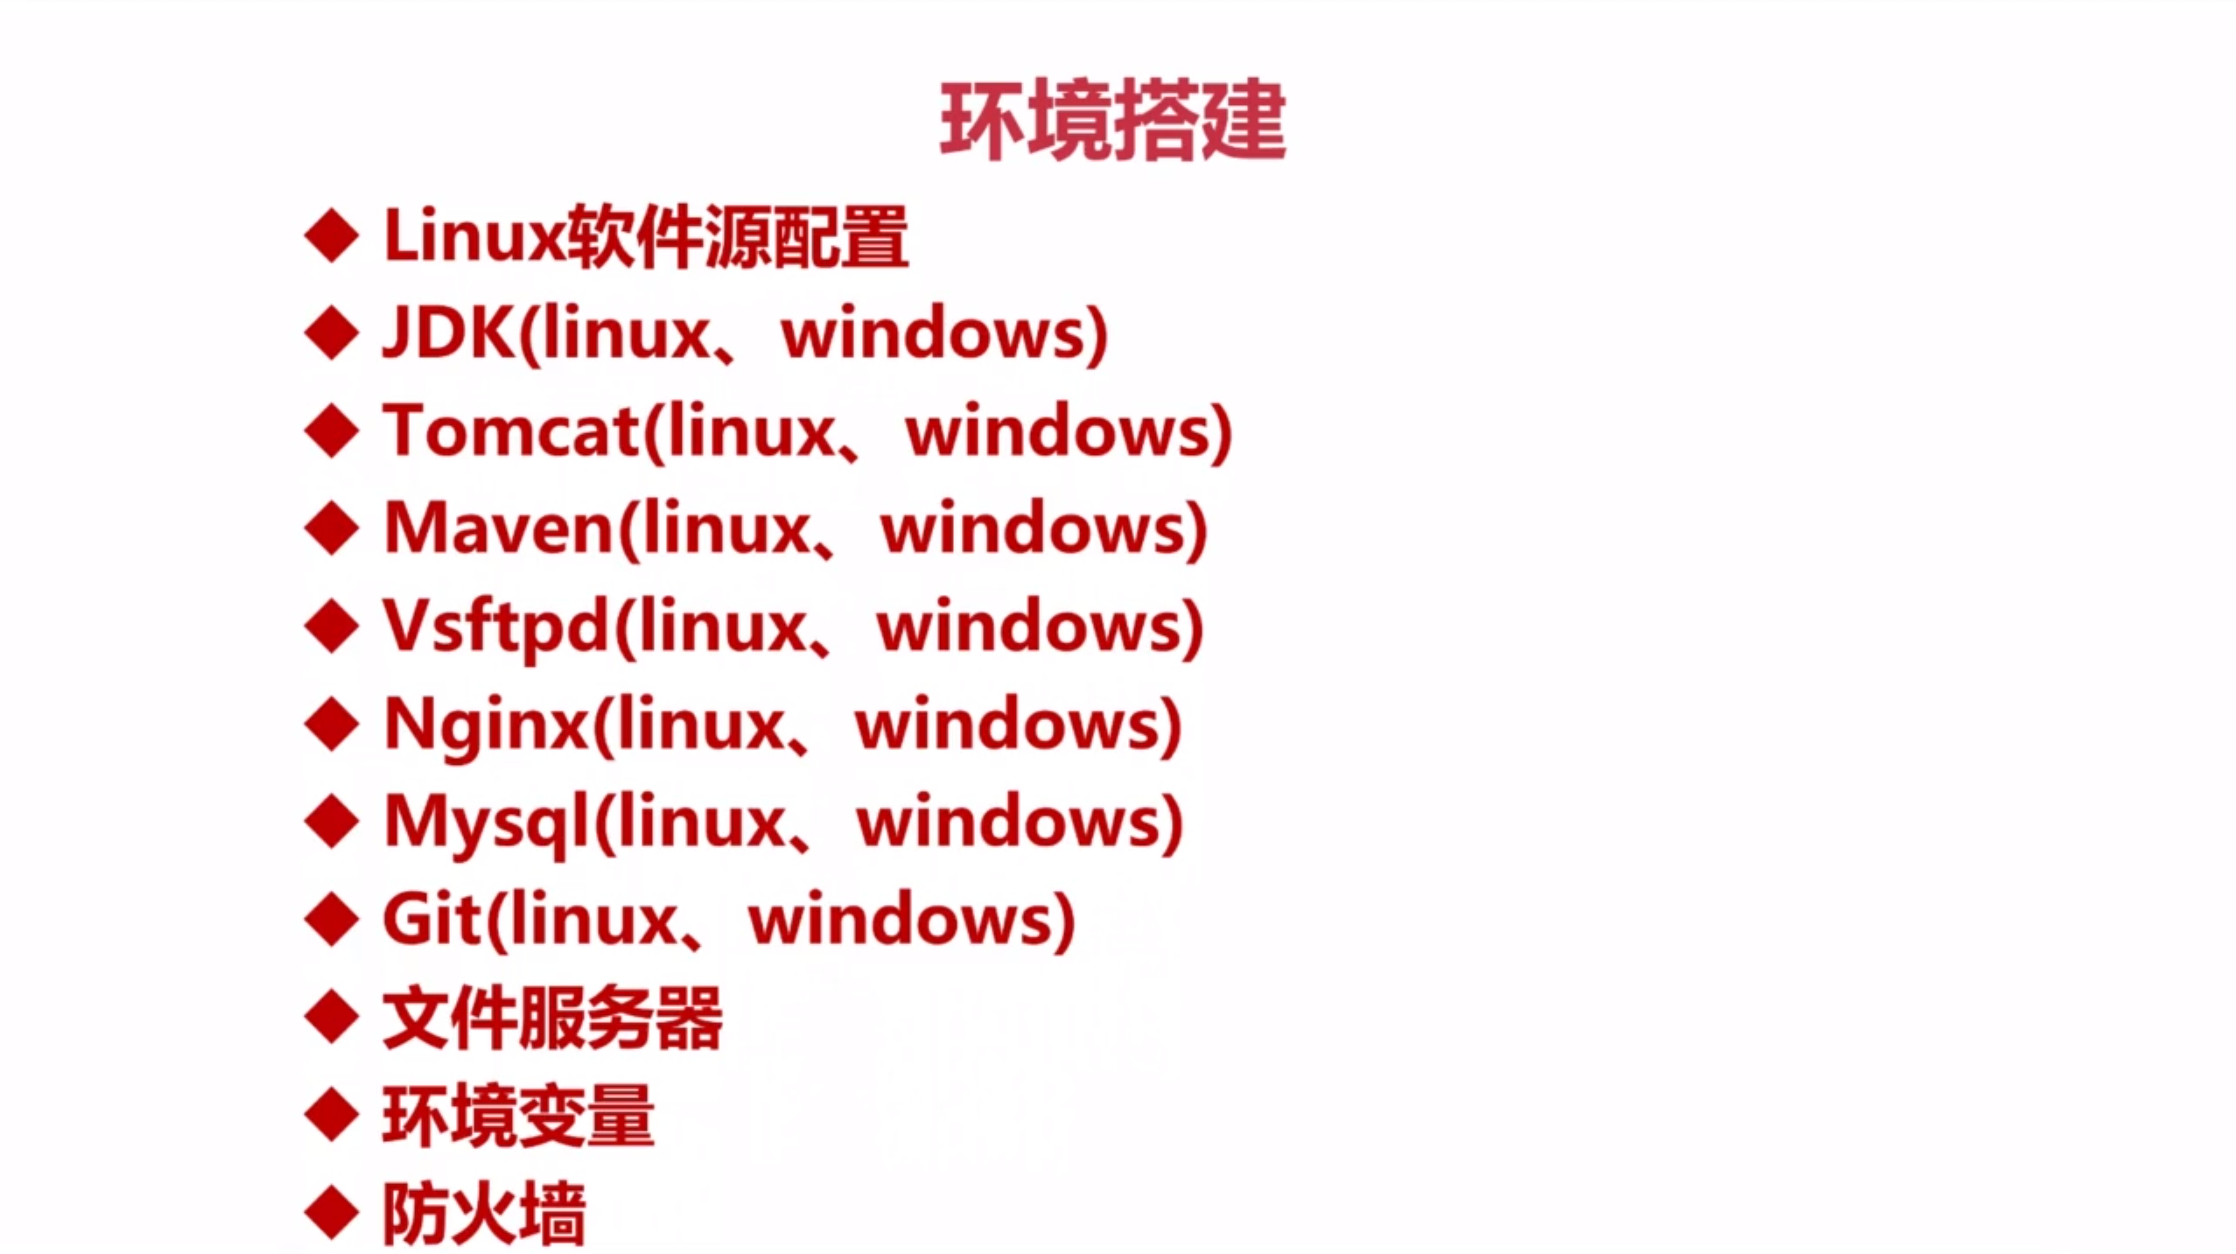 环境搭建
Linux软件源配置
JDK(linux、windows)
Tomcat(linux、windows)
Maven(linux、windows)
Vsftpd(linux、windows)
Nginx(linux、windows)
Mysql(linux、windows)
Git(linux、windows)
文件服务器
环境变量
防火墙